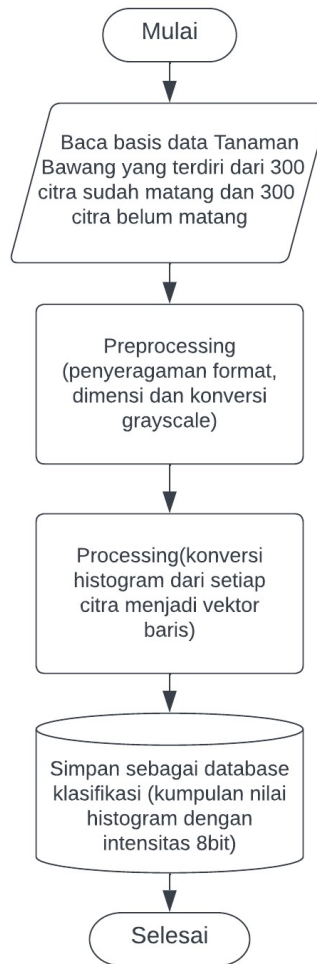 Mulai
Baca basis data Tanaman
Bawang yang terdiri dari 300
citra sudah matang dan 300
citra belum matang
Preprocessing
(penyeragaman format,
dimensi dan konversi
grayscale)
Processing(konversi
histogram dari setiap
citra menjadi vektor
baris)
Simpan sebagai database
klasifikasi (kumpulan nilai
histogram dengan
intensitas 8bit)
Selesai